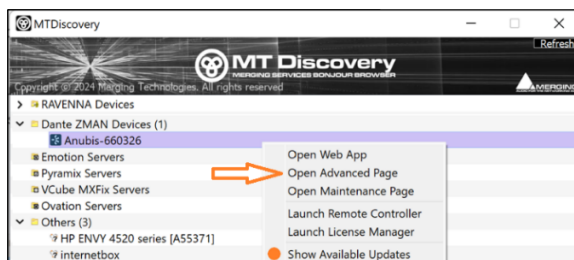 MTDiscovery
Refresh
MT Discovery
MERGING SERVICES BONJOUR BROWSER
Copyright © 2024 Merging Technologies. All rights reserved
MERGING
RAVENNA Devices
Dante ZMAN Devices (1)
Anubis-660326
Emotion Servers
Pyramix Servers
VCube MXFix Servers
Ovation Servers
Others (3)
HP ENVY 4520 series [A55371]
internetbox
Open Web App
Open Advanced Page
Open Maintenance Page
Launch Remote Controller
Launch License Manager
Show Available Updates